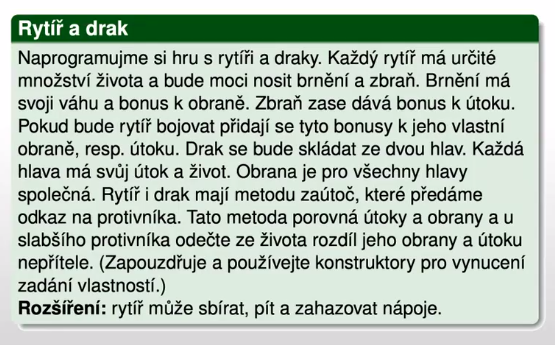 Rytíř a drak
Naprogramujme si hru s rytíři a draky. Každý rytíř má určité
množství života a bude moci nosit brnění a zbraň. Brnění má
svoji váhu a bonus k obraně. Zbraň zase dává bonus k útoku.
Pokud bude rytíř bojovat přidají se tyto bonusy k jeho vlastní
obraně, resp. útoku. Drak se bude skládat ze dvou hlav. Každá
hlava má svůj útok a život. Obrana je pro všechny hlavy
společná. Rytíř i drak mají metodu zaútoč, které předáme
odkaz na protivníka. Tato metoda porovná útoky a obrany a u
slabšího protivníka odečte ze života rozdíl jeho obrany a útoku
nepřítele. (Zapouzdřuje a používejte konstruktory pro vynucení
zadání vlastností.)
Rozšíření: rytíř může sbírat, pít a zahazovat nápoje.